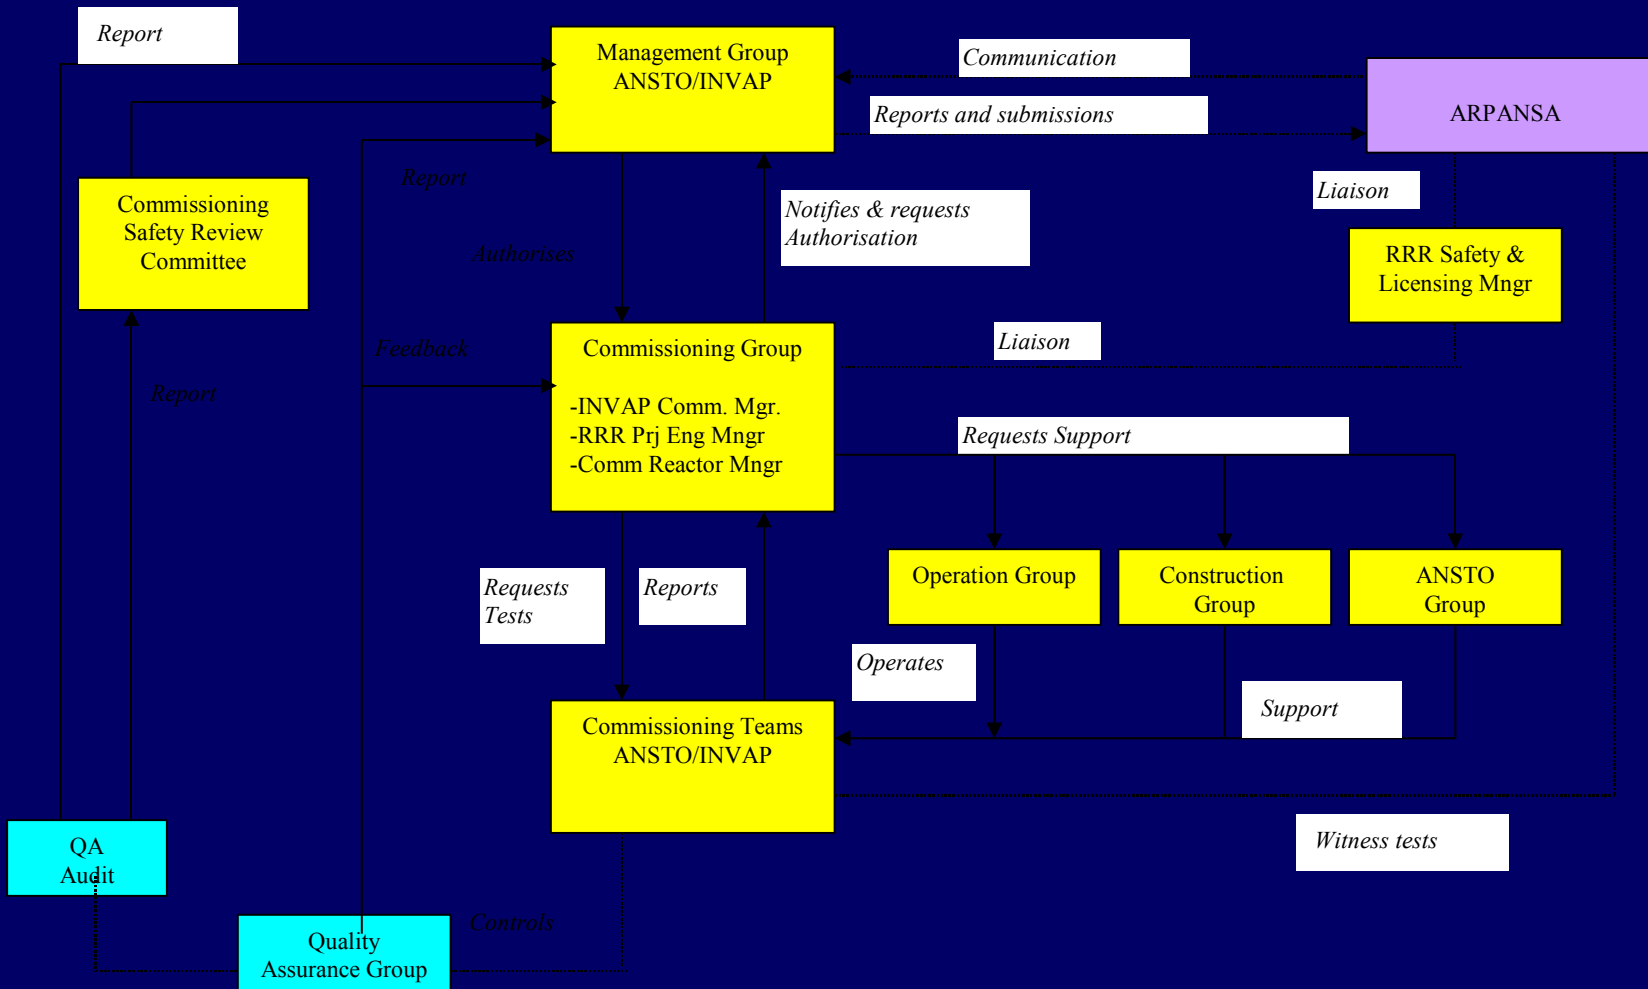 Report
Management Group
ANSTO/INVAP
Communication
Reports and submissions
ARPANSA
Report
Commissioning
Safety Review
Committee
Authorises
Notifies & requests
Authorisation
Liaison
RRR Safety &
Licensing Mngr
Feedback
Report
Commissioning Group
-INVAP Comm. Mgr.
-RRR Prj Eng Mngr
-Comm Reactor Mngr
Liaison
Requests Support
Requests
Tests
Reports
Operation Group
Construction
Group
ANSTO
Group
Operates
Support
Commissioning Teams
ANSTO/INVAP
Witness tests
QA
Audit
Controls
Quality
Assurance Group